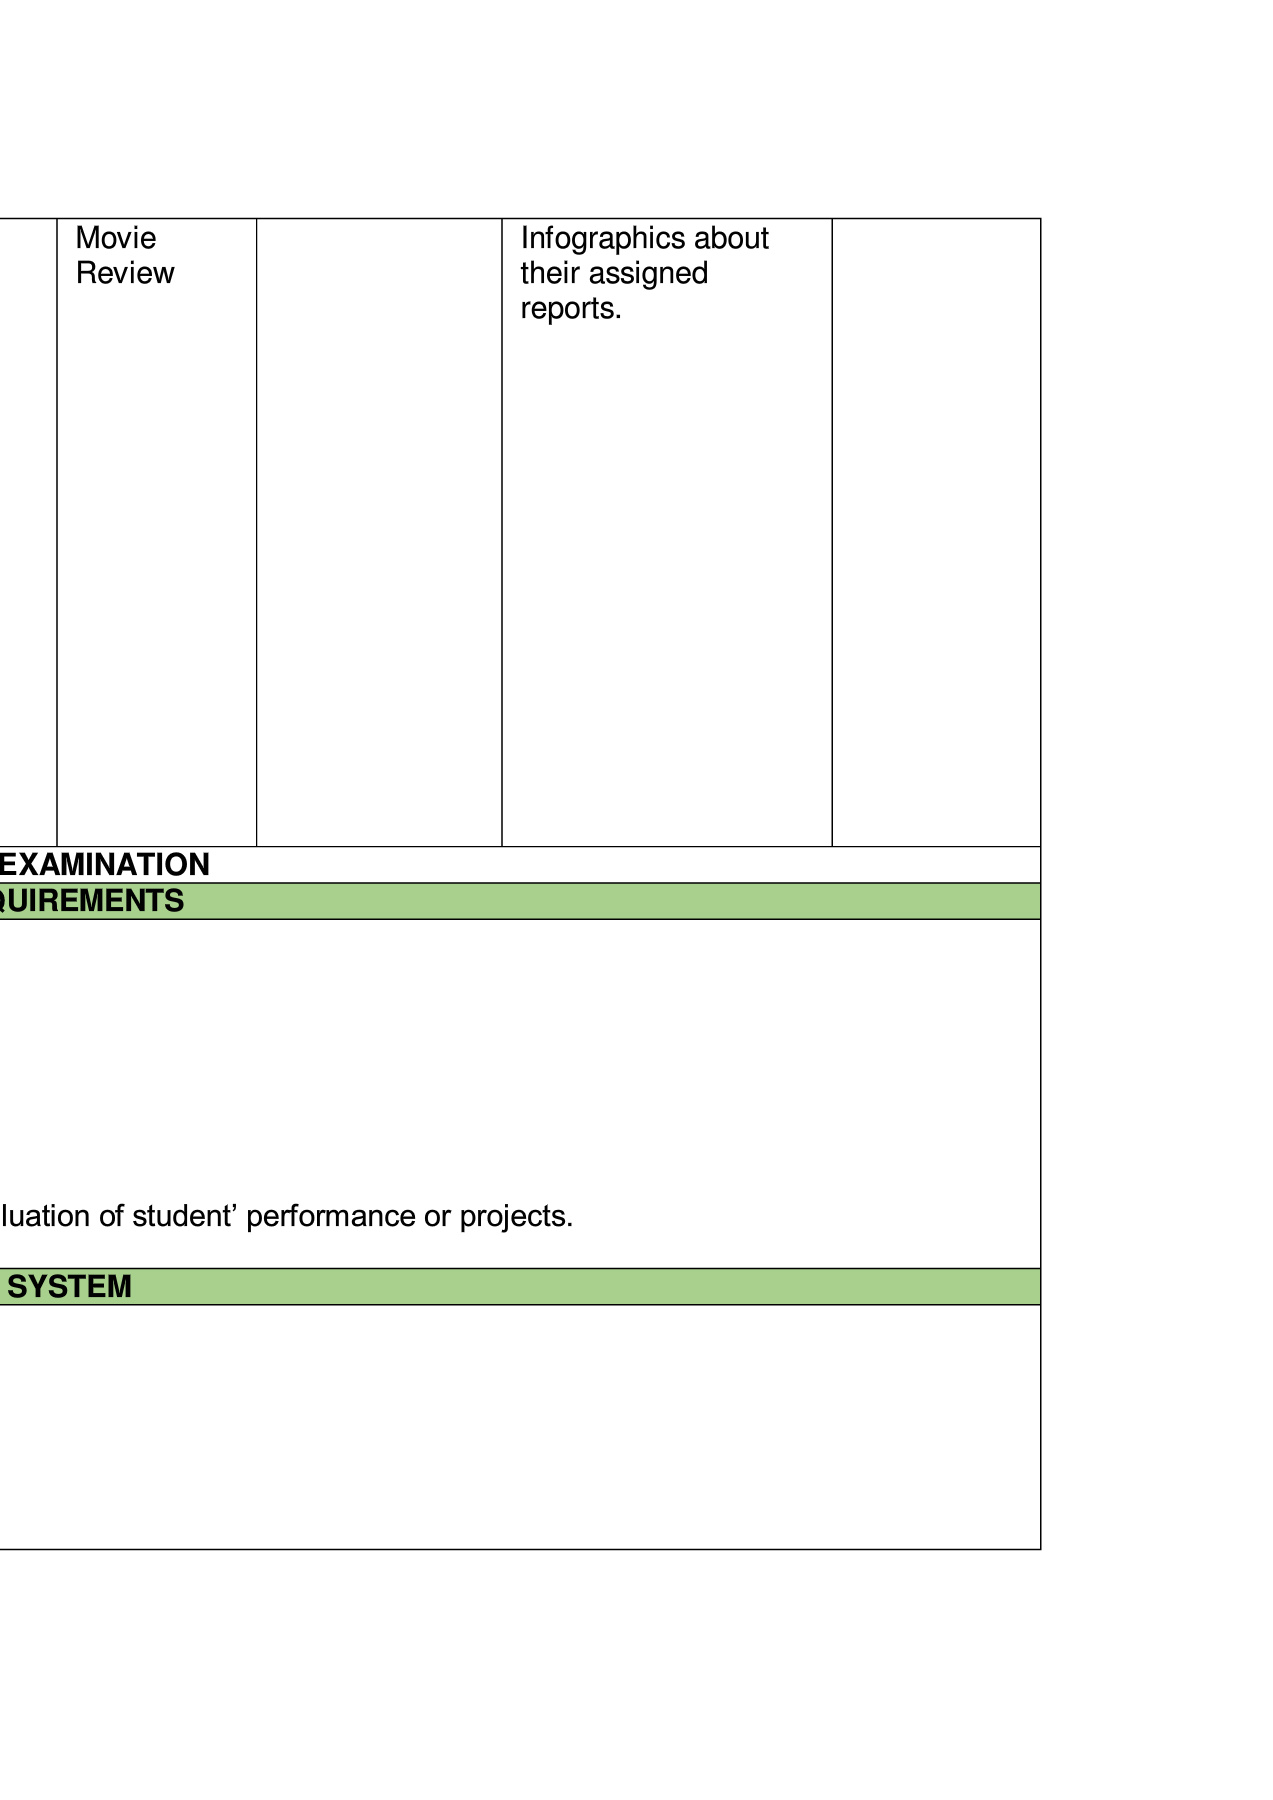 Movie
Review
Infographics about
their assigned
reports.
EXAMINATION
QUIREMENTS
luation of student’ performance or projects.
SYSTEM